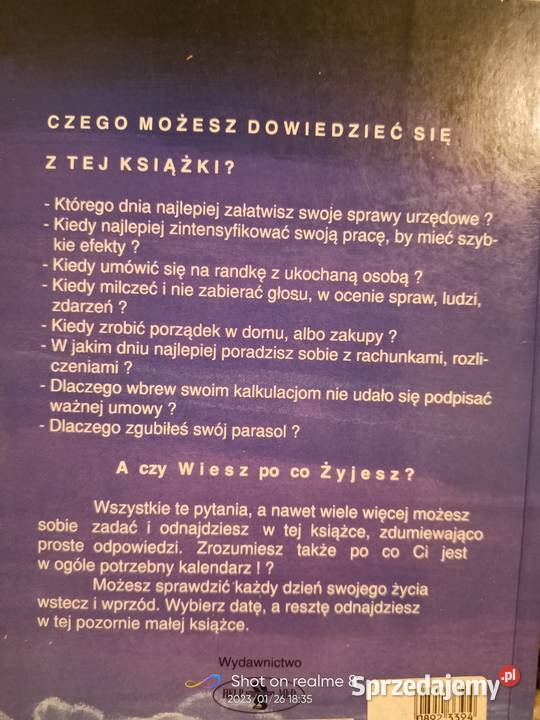 CZEGO MOŻESZ DOWIEDZIEĆ SIĘ
Z TEJ KSIĄŻKI?
- Którego dnia najlepiej załatwisz swoje sprawy urzędowe ?
- Kiedy najlepiej zintensyfikować swoją pracę, by mieć szyb-
kie efekty ?
- Kiedy umówić się na randkę z ukochaną osobą ?
- Kiedy milczeć i nie zabierać głosu, w ocenie spraw, ludzi,
zdarzeń ?
- Kiedy zrobić porządek w domu, albo zakupy ?
- W jakim dniu najlepiej poradzisz sobie z rachunkami, rozli-
czeniami ?
- Dlaczego wbrew swoim kalkulacjom nie udało się podpisać
ważnej umowy ?
- Dlaczego zgubiłeś swój parasol ?
A czy Wiesz po co Żyjesz?
Wszystkie te pytania, a nawet wiele więcej możesz
sobie zadać i odnajdziesz w tej książce, zdumiewająco
proste odpowiedzi. Zrozumiesz także po co Ci jest
w ogóle potrzebny kalendarz ! ?
Możesz sprawdzić każdy dzień swojego życia
wstecz i wprzód. Wybierz datę, a resztę odnajdziesz
w tej pozornie małej książce.
Wydawnictwo
Shot on realme 8
HELP
2023/01/26 18:35
Sprzedajemy.pl
0892 3394